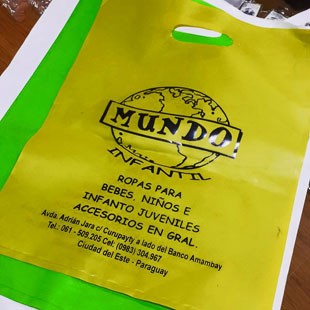 MUNDO
INFANTIL
ROPAS PARA
BEBES, NIÑOS E
INFANTO JUVENILES
ACCESORIOS EN GRAL.
Avda. Adrián Jara c/ Curupayty a lado del Banco Amambay
Tel.: 061 - 509.205 Cel: (0983) 304.967
Ciudad del Este - Paraguay